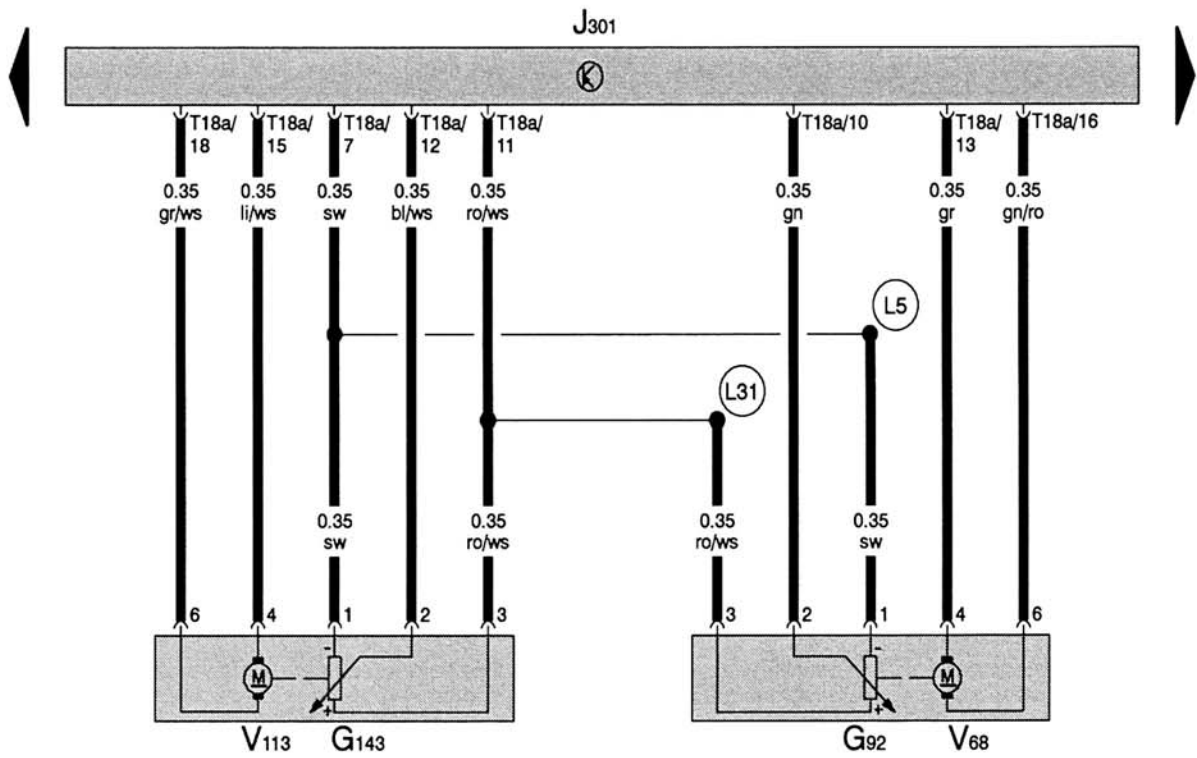 J301
T18a/ T18a/ T18a/ T18a/ T18a/ T18a/10 T18a/ T18a/16
18 15 7 12 11 13
0.35 0.35 0.35 0.35 0.35 0.35 0.35 0.35
gr/ws li/ws sw bl/ws ro/ws gn gr gn/ro
L5
L31
0.35 0.35 0.35 0.35
sw ro/ws ro/ws sw
6 4 1 2 3 3 2 1 4 6
- -
M M
+ +
V113 G143 G92 V68